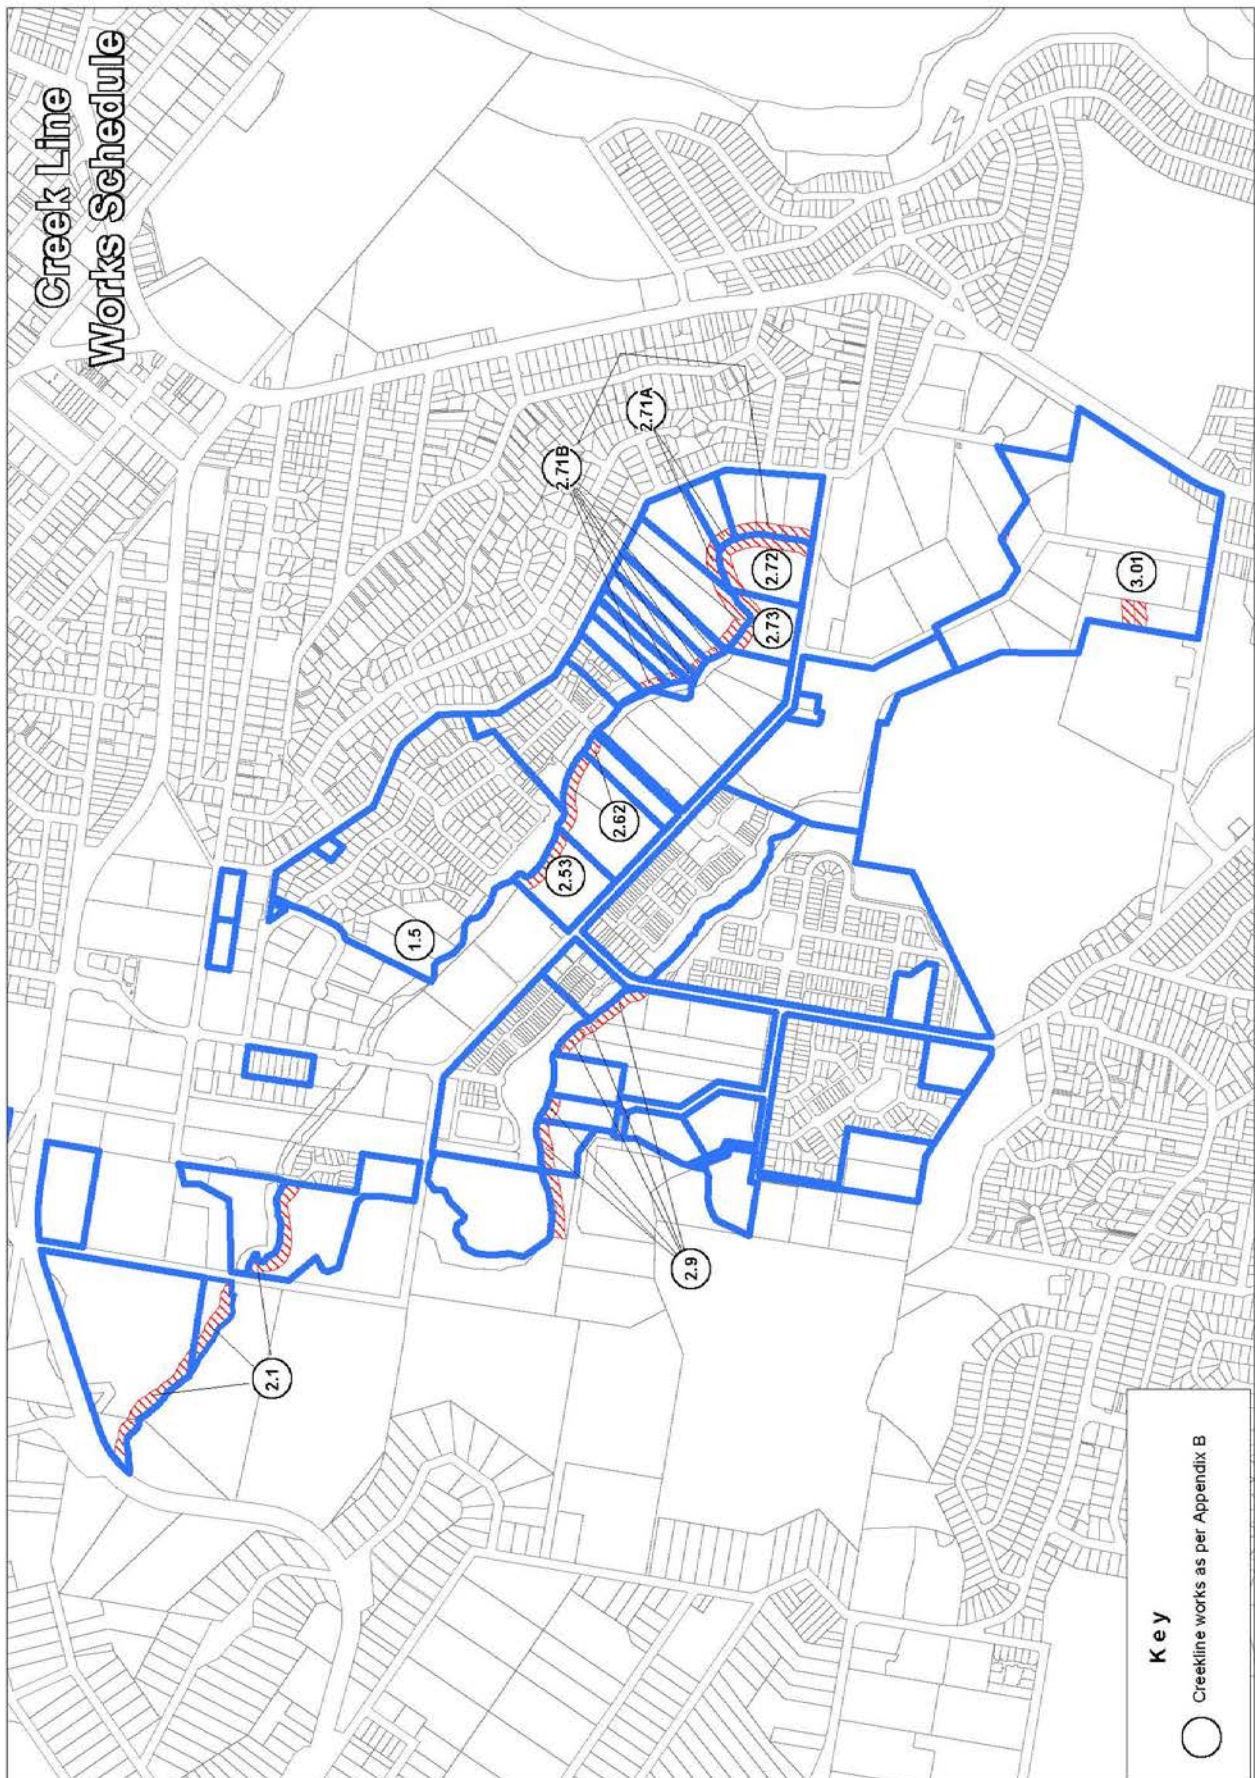 Creek Line
Works Schedule
2.71A
2.71B
2.72
2.73
3.01
2.62
2.53
1.5
2.9
2.1
Key
Creekline works as per Appendix B